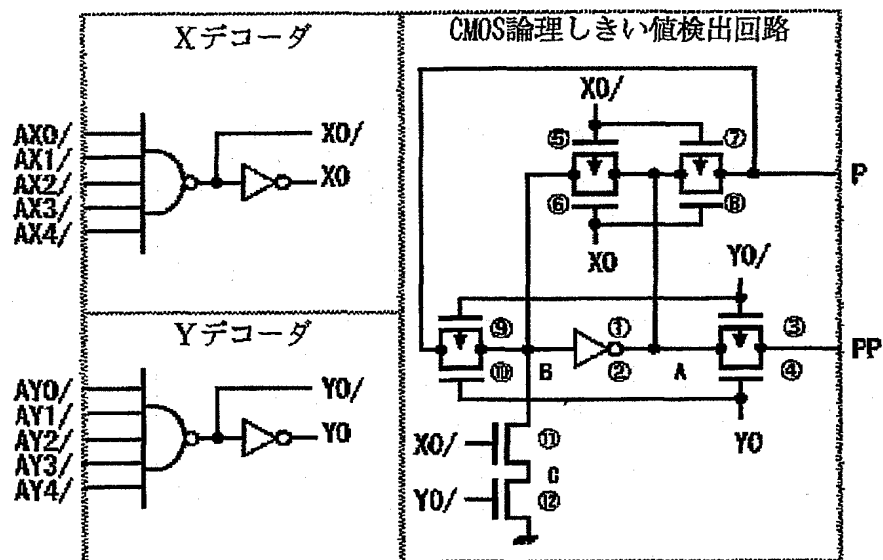 Xデコーダ
AX0/
AX1/
AX2/
AX3/
AX4/
X0/
X0
Yデコーダ
AY0/
AY1/
AY2/
AY3/
AY4/
Y0/
Y0
CMOS論理しきい値検出回路
X0/
⑤
⑦
P
⑥
⑧
X0
Y0/
⑨
①
③
PP
⑩
B
②
A
④
Y0
X0/
⑪
C
Y0/
⑫